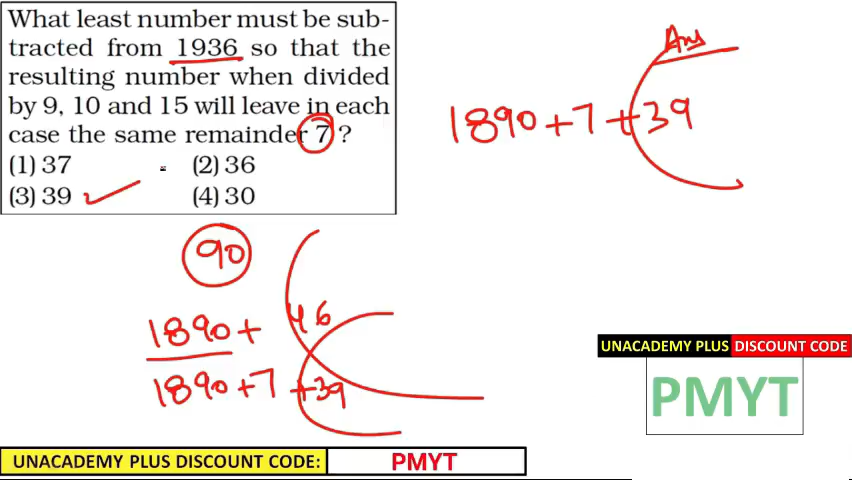 What least number must be sub-
tracted from 1936 so that the
resulting number when divided
by 9, 10 and 15 will leave in each
case the same remainder 7 ?
(1) 37 (2) 36
(3) 39 (4) 30
Ans
1890+7+39
90
1890+46
1890+7+39
UNACADEMY PLUS DISCOUNT CODE
PMYT
UNACADEMY PLUS DISCOUNT CODE: PMYT